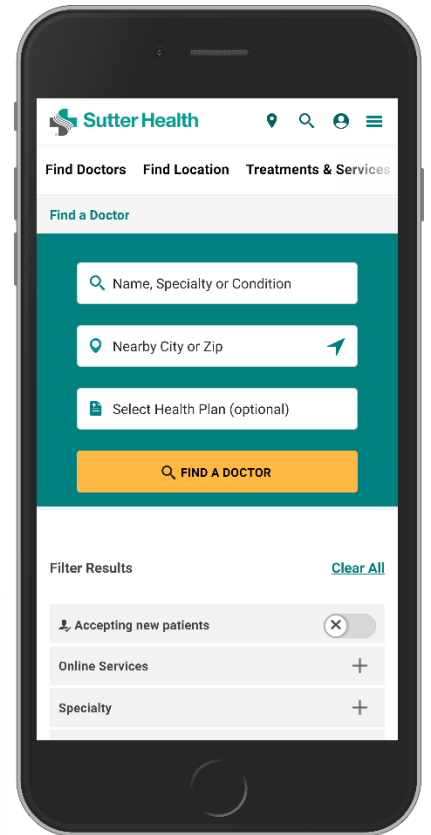 Sutter Health
Find Doctors Find Location Treatments & Services
Find a Doctor
Name, Specialty or Condition
Nearby City or Zip
Select Health Plan (optional)
FIND A DOCTOR
Filter Results Clear All
Accepting new patients
Online Services
Specialty